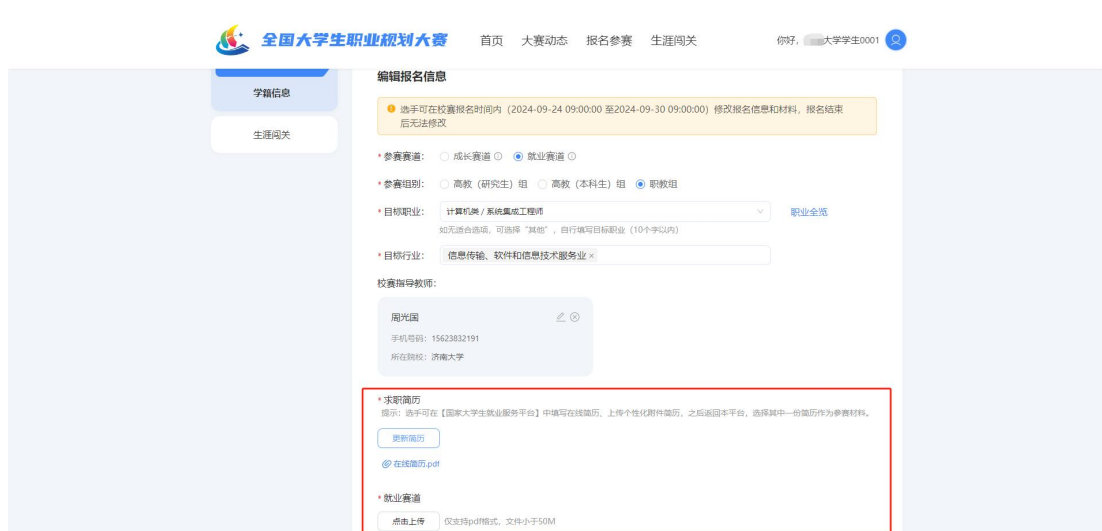 全国大学生职业规划大赛
首页 大赛动态 报名参赛 生涯闯关
你好, 大学学生0001
学籍信息
生涯闯关
编辑报名信息
选手可在校赛报名时间内（2024-09-24 09:00:00 至2024-09-30 09:00:00）修改报名信息和材料，报名结束
后无法修改
* 参赛赛道： 成长赛道 就业赛道
* 参赛组别： 高教（研究生）组 高教（本科生）组 职教组
* 目标职业： 计算机类 / 系统集成工程师 职业全览
如无适合选项，可选择“其他”，自行填写目标职业（10个字以内）
* 目标行业： 信息传输、软件和信息技术服务业 ×
校赛指导教师：
周光国
手机号码：15623832191
所在院校：济南大学
* 求职简历
提示：选手可在【国家大学生就业服务平台】中填写在线简历、上传个性化附件简历，之后返回本平台，选择其中一份简历作为参赛材料。
更新简历
在线简历.pdf
* 就业赛道
点击上传 仅支持pdf格式，文件小于50M